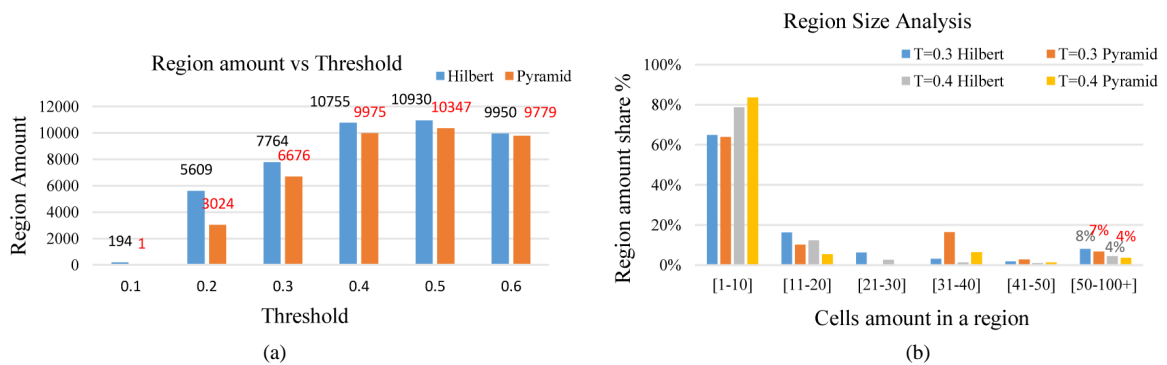 Region amount vs Threshold
Hilbert Pyramid
Region Amount
12000
10000
8000
6000
4000
2000
0
194 1
5609 3024
7764 6676
10755 9975
10930 10347
9950 9779
0.1 0.2 0.3 0.4 0.5 0.6
Threshold
(a)
Region Size Analysis
T=0.3 Hilbert T=0.3 Pyramid
T=0.4 Hilbert T=0.4 Pyramid
Region amount share %
100%
80%
60%
40%
20%
0%
8% 7% 4% 4%
[1-10] [11-20] [21-30] [31-40] [41-50] [50-100+]
Cells amount in a region
(b)